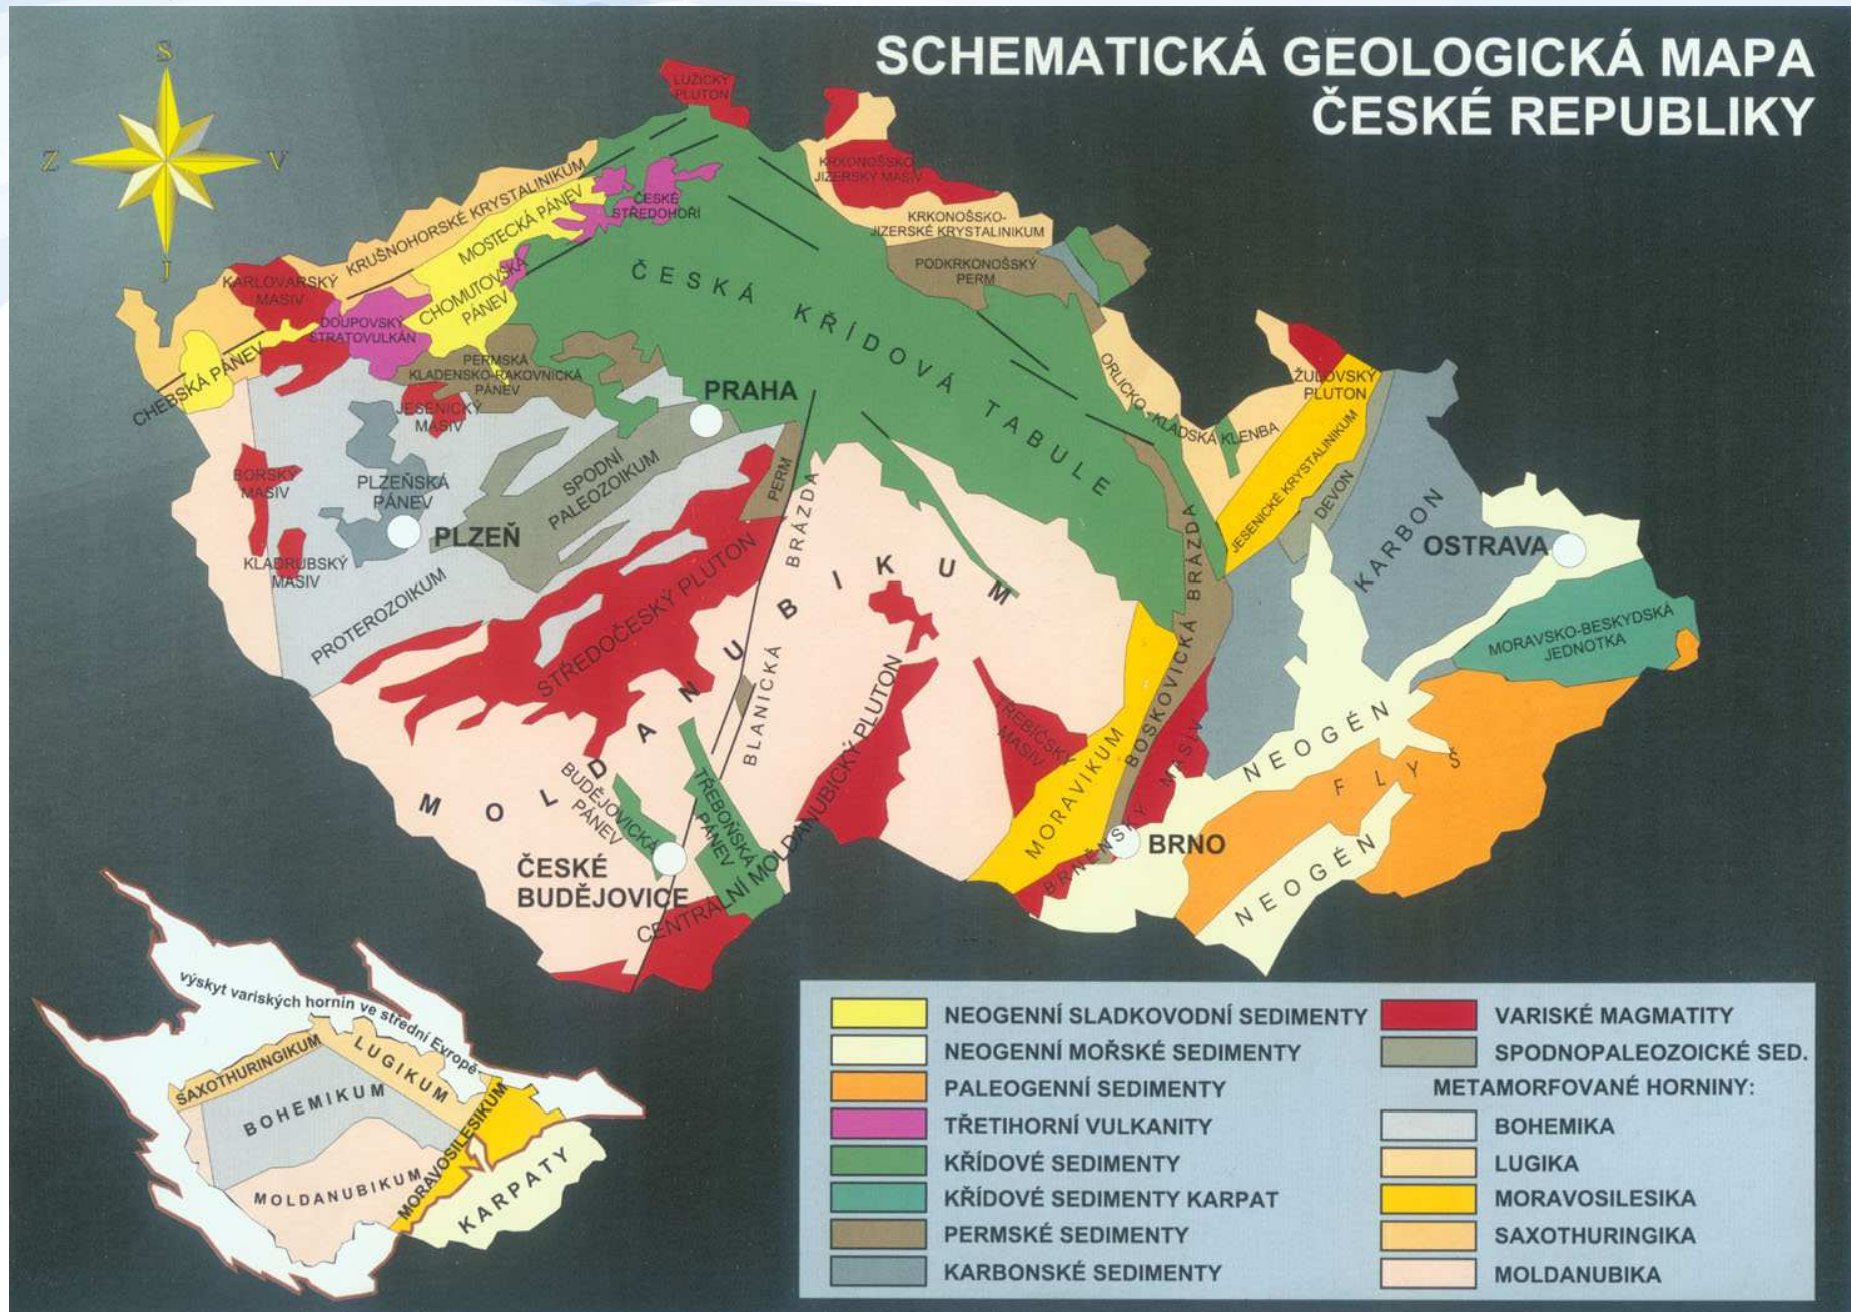 SCHEMATICKÁ GEOLOGICKÁ MAPA
ČESKÉ REPUBLIKY
S
Z
V
J
LUŽICKÝ
PLUTON
KRKONOŠSKO-
JIZERSKÝ MASIV
KRKONOŠSKO-
JIZERSKÉ KRYSTALINIKUM
PODKRKONOŠSKÝ
PERM
KRUŠNOHORSKÉ KRYSTALINIKUM
MOSTECKÁ PÁNEV
ČESKÉ
STŘEDOHOŘÍ
KARLOVARSKÝ
MASIV
CHOMUTOVSKÁ
PÁNEV
DOUPOVSKÝ
STRATOVULKÁN
CHEBSKÁ PÁNEV
PERMSKÁ
KLADENSKO-RAKOVNICKÁ
PÁNEV
ČESKÁ KŘÍDOVÁ TABULE
PRAHA
JESENICKÝ
MASIV
ORLICKO-KLADSKÁ KLENBA
ŽULOVSKÝ
PLUTON
JESENICKÉ KRYSTALINIKUM
DEVON
KARBON
OSTRAVA
BORSKÝ
MASIV
PLZEŇSKÁ
PÁNEV
SPODNÍ
PALEOZOIKUM
PERM
PLZEŇ
KLADRUBSKÝ
MASIV
PROTEROZOIKUM
STŘEDOČESKÝ PLUTON
BLANICKÁ BRÁZDA
MOLDANUBIKUM
BOSKOVICKÁ BRÁZDA
MORAVSKO-BESKYDSKÁ
JEDNOTKA
TŘEBÍČSKÝ
MASIV
MORAVIKUM
BRNĚNSKÝ MASIV
NEOGÉN
FLYŠ
NEOGÉN
BUDĚJOVICKÁ
PÁNEV
TŘEBOŇSKÁ
PÁNEV
CENTRÁLNÍ MOLDANUBICKÝ PLUTON
ČESKÉ
BUDĚJOVICE
BRNO
výskyt variských hornin ve střední Evropě
SAXOTHURINGIKUM
LUGIKUM
BOHEMIKUM
MOLDANUBIKUM
MORAVOSILESIKUM
KARPATY
NEOGENNÍ SLADKOVODNÍ SEDIMENTY
NEOGENNÍ MOŘSKÉ SEDIMENTY
PALEOGENNÍ SEDIMENTY
TŘETIHORNÍ VULKANITY
KŘÍDOVÉ SEDIMENTY
KŘÍDOVÉ SEDIMENTY KARPAT
PERMSKÉ SEDIMENTY
KARBONSKÉ SEDIMENTY
VARISKÉ MAGMATITY
SPODNOPALEOZOICKÉ SED.
METAMORFOVANÉ HORNINY:
BOHEMIKA
LUGIKA
MORAVOSILESIKA
SAXOTHURINGIKA
MOLDANUBIKA